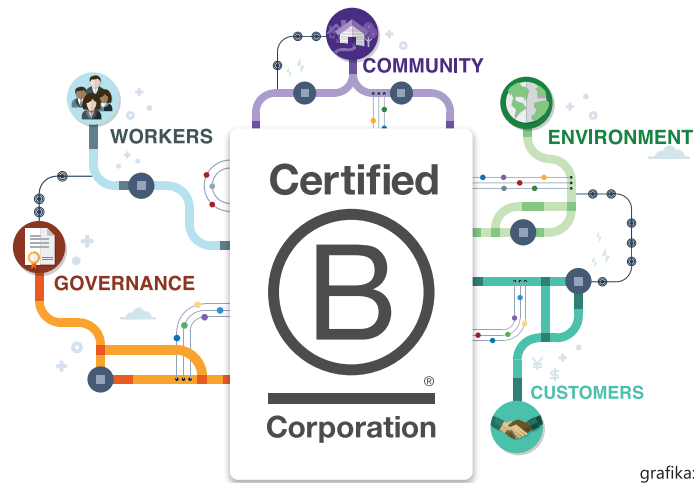 COMMUNITY
WORKERS
ENVIRONMENT
GOVERNANCE
CUSTOMERS
Certified
B
®
Corporation
¥
$
grafika: